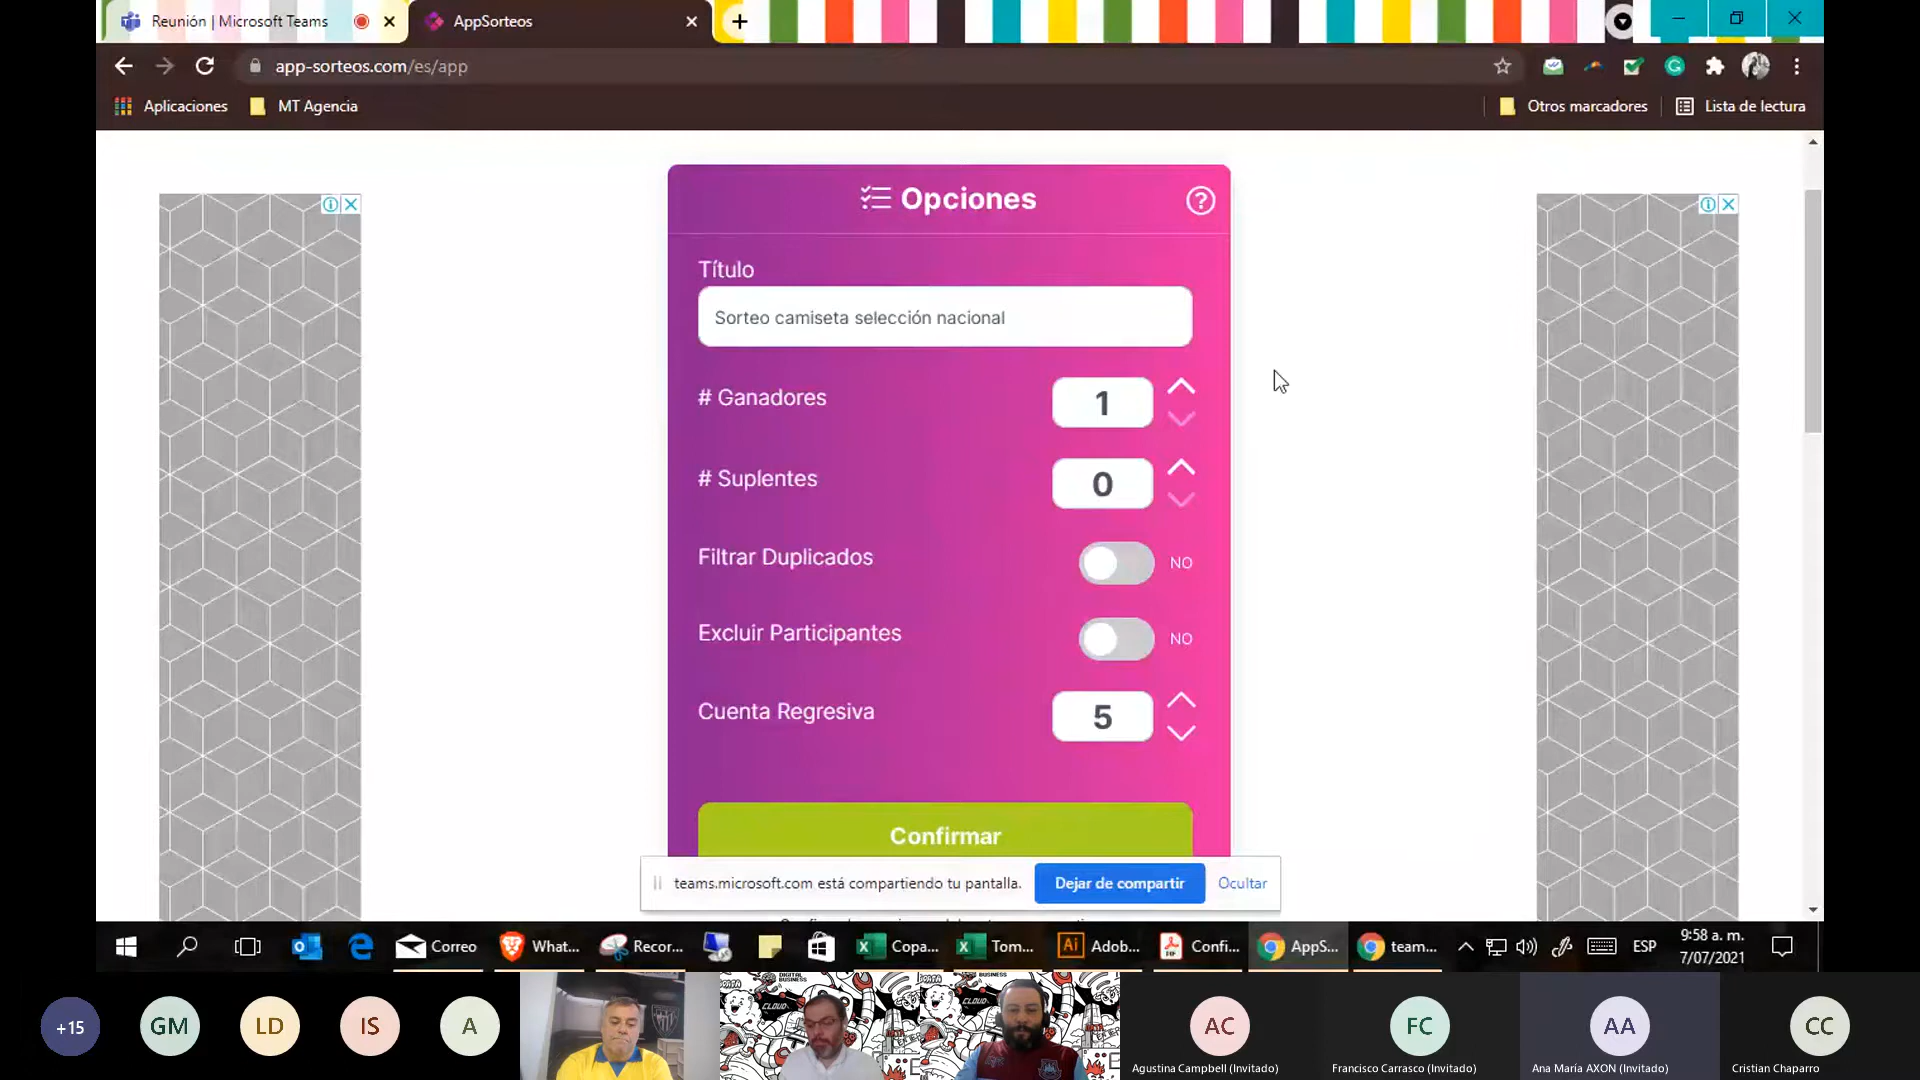 Reunión | Microsoft Teams
AppSorteos
app-sorteos.com/es/app
Aplicaciones
MT Agencia
Otros marcadores
Lista de lectura
Opciones
Título
Sorteo camiseta selección nacional
# Ganadores
1
# Suplentes
0
Filtrar Duplicados
NO
Excluir Participantes
NO
Cuenta Regresiva
5
Confirmar
teams.microsoft.com está compartiendo tu pantalla.
Dejar de compartir
Ocultar
Correo
What...
Recor...
Copa...
Tom...
Adob...
Confi...
AppS...
team...
ESP
9:58 a. m.
7/07/2021
+15
GM
LD
IS
A
DIGITAL
BUSINESS
CLOUD
AC
Agustina Campbell (Invitado)
FC
Francisco Carrasco (Invitado)
AA
Ana María AXON (Invitado)
CC
Cristian Chaparro